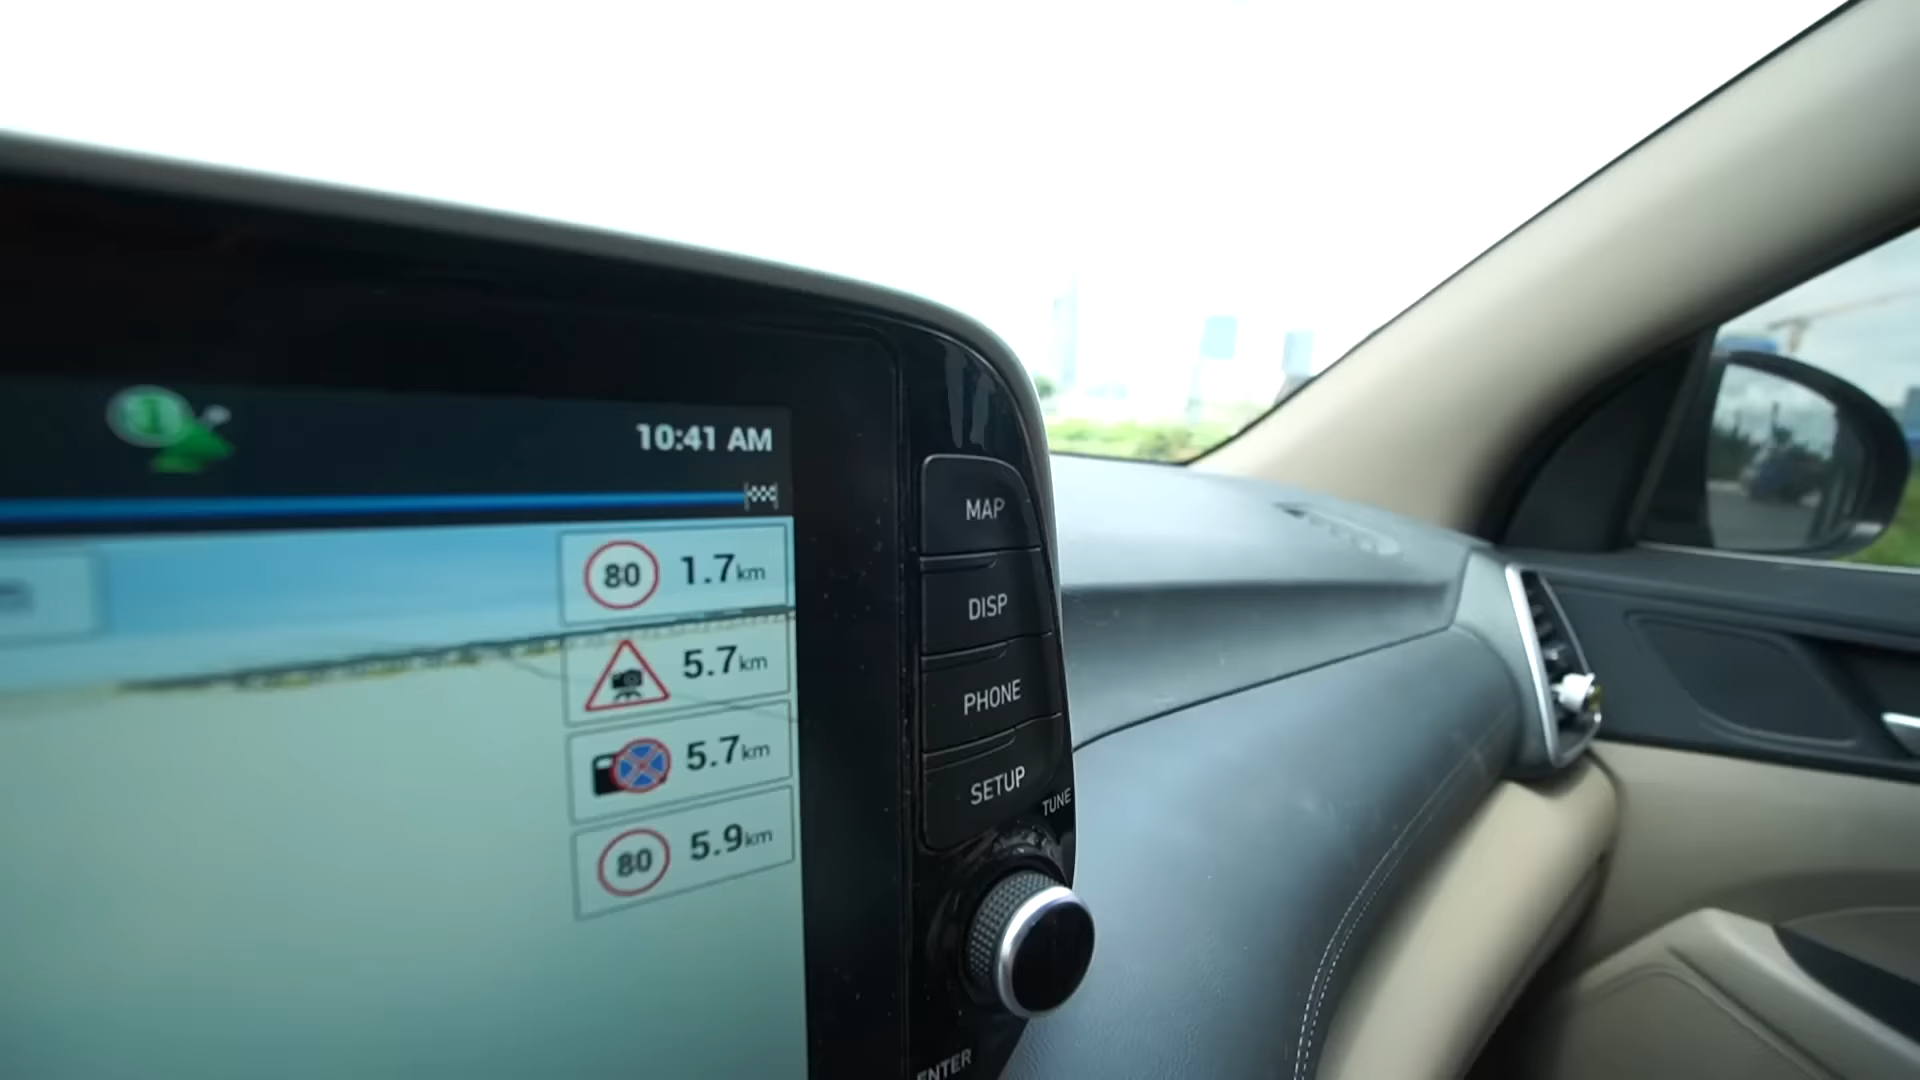 10:41 AM
80 1.7km
5.7km
5.7km
80 5.9km
MAP
DISP
PHONE
SETUP
TUNE
ENTER